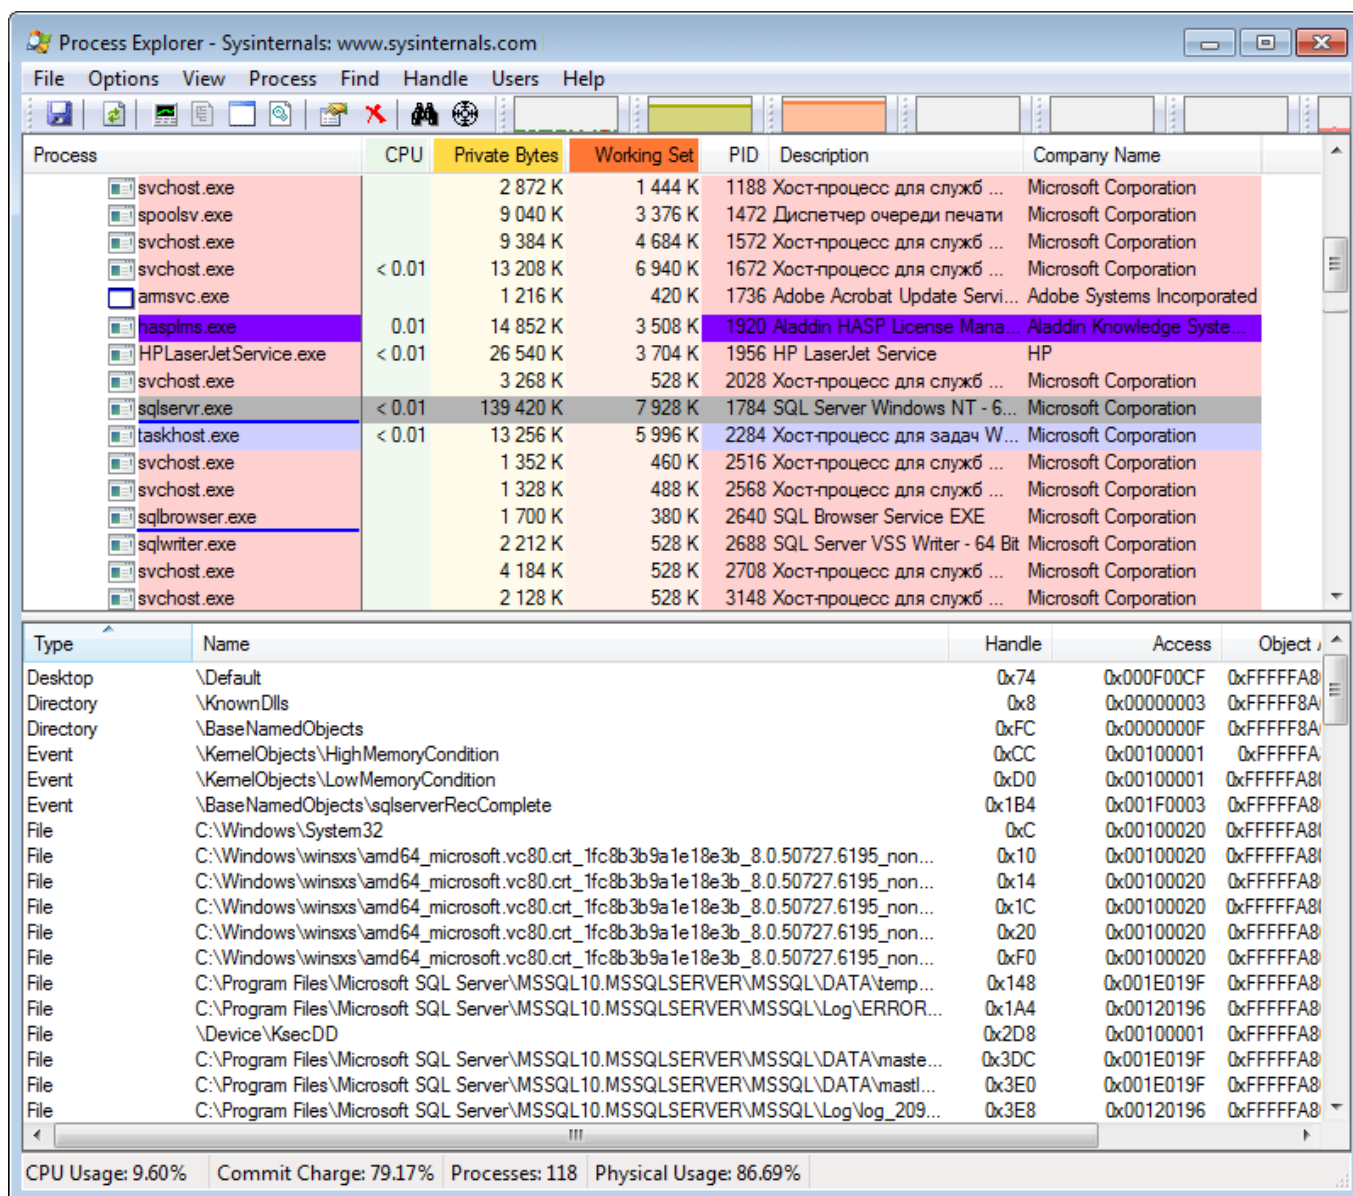 Process Explorer - Sysinternals: www.sysinternals.com
File Options View Process Find Handle Users Help
Process CPU Private Bytes Working Set PID Description Company Name
svchost.exe 2 872 K 1 444 K 1188 Хост-процесс для служб ... Microsoft Corporation
spoolsv.exe 9 040 K 3 376 K 1472 Диспетчер очереди печати Microsoft Corporation
svchost.exe 9 384 K 4 684 K 1572 Хост-процесс для служб ... Microsoft Corporation
svchost.exe < 0.01 13 208 K 6 940 K 1672 Хост-процесс для служб ... Microsoft Corporation
armsvc.exe 1 216 K 420 K 1736 Adobe Acrobat Update Servi... Adobe Systems Incorporated
hasplms.exe 0.01 14 852 K 3 508 K 1920 Aladdin HASP License Mana... Aladdin Knowledge Syste...
HPLaserJetService.exe < 0.01 26 540 K 3 704 K 1956 HP LaserJet Service HP
svchost.exe 3 268 K 528 K 2028 Хост-процесс для служб ... Microsoft Corporation
sqlservr.exe < 0.01 139 420 K 7 928 K 1784 SQL Server Windows NT - 6... Microsoft Corporation
taskhost.exe < 0.01 13 256 K 5 996 K 2284 Хост-процесс для задач W... Microsoft Corporation
svchost.exe 1 352 K 460 K 2516 Хост-процесс для служб ... Microsoft Corporation
svchost.exe 1 328 K 488 K 2568 Хост-процесс для служб ... Microsoft Corporation
sqlbrowser.exe 1 700 K 380 K 2640 SQL Browser Service EXE Microsoft Corporation
sqlwriter.exe 2 212 K 528 K 2688 SQL Server VSS Writer - 64 Bit Microsoft Corporation
svchost.exe 4 184 K 528 K 2708 Хост-процесс для служб ... Microsoft Corporation
svchost.exe 2 128 K 528 K 3148 Хост-процесс для служб ... Microsoft Corporation
Type Name Handle Access Object
Desktop \Default 0x74 0x000F00CF 0xFFFFFA8
Directory \KnownDlls 0x8 0x00000003 0xFFFFF8A
Directory \BaseNamedObjects 0xFC 0x0000000F 0xFFFFF8A
Event \KernelObjects\HighMemoryCondition 0xCC 0x00100001 0xFFFFFA
Event \KernelObjects\LowMemoryCondition 0xD0 0x00100001 0xFFFFFA80
Event \BaseNamedObjects\sqlserverRecComplete 0x1B4 0x001F0003 0xFFFFFA8
File C:\Windows\System32 0xC 0x00100020 0xFFFFFA80
File C:\Windows\winsxs\amd64_microsoft.vc80.crt_1fc8b3b9a1e18e3b_8.0.50727.6195_non... 0x10 0x00100020 0xFFFFFA80
File C:\Windows\winsxs\amd64_microsoft.vc80.crt_1fc8b3b9a1e18e3b_8.0.50727.6195_non... 0x14 0x00100020 0xFFFFFA8
File C:\Windows\winsxs\amd64_microsoft.vc80.crt_1fc8b3b9a1e18e3b_8.0.50727.6195_non... 0x1C 0x00100020 0xFFFFFA80
File C:\Windows\winsxs\amd64_microsoft.vc80.crt_1fc8b3b9a1e18e3b_8.0.50727.6195_non... 0x20 0x00100020 0xFFFFFA8
File C:\Windows\winsxs\amd64_microsoft.vc80.crt_1fc8b3b9a1e18e3b_8.0.50727.6195_non... 0xF0 0x00100020 0xFFFFFA8
File C:\Program Files\Microsoft SQL Server\MSSQL10.MSSQLSERVER\MSSQL\DATA\temp... 0x148 0x001E019F 0xFFFFFA8
File C:\Program Files\Microsoft SQL Server\MSSQL10.MSSQLSERVER\MSSQL\Log\ERROR... 0x1A4 0x00120196 0xFFFFFA8
File \Device\KsecDD 0x2D8 0x00100001 0xFFFFFA8
File C:\Program Files\Microsoft SQL Server\MSSQL10.MSSQLSERVER\MSSQL\DATA\maste... 0x3DC 0x001E019F 0xFFFFFA8
File C:\Program Files\Microsoft SQL Server\MSSQL10.MSSQLSERVER\MSSQL\DATA\mastl... 0x3E0 0x001E019F 0xFFFFFA8
File C:\Program Files\Microsoft SQL Server\MSSQL10.MSSQLSERVER\MSSQL\Log\log_209... 0x3E8 0x00120196 0xFFFFFA8
CPU Usage: 9.60% Commit Charge: 79.17% Processes: 118 Physical Usage: 86.69%